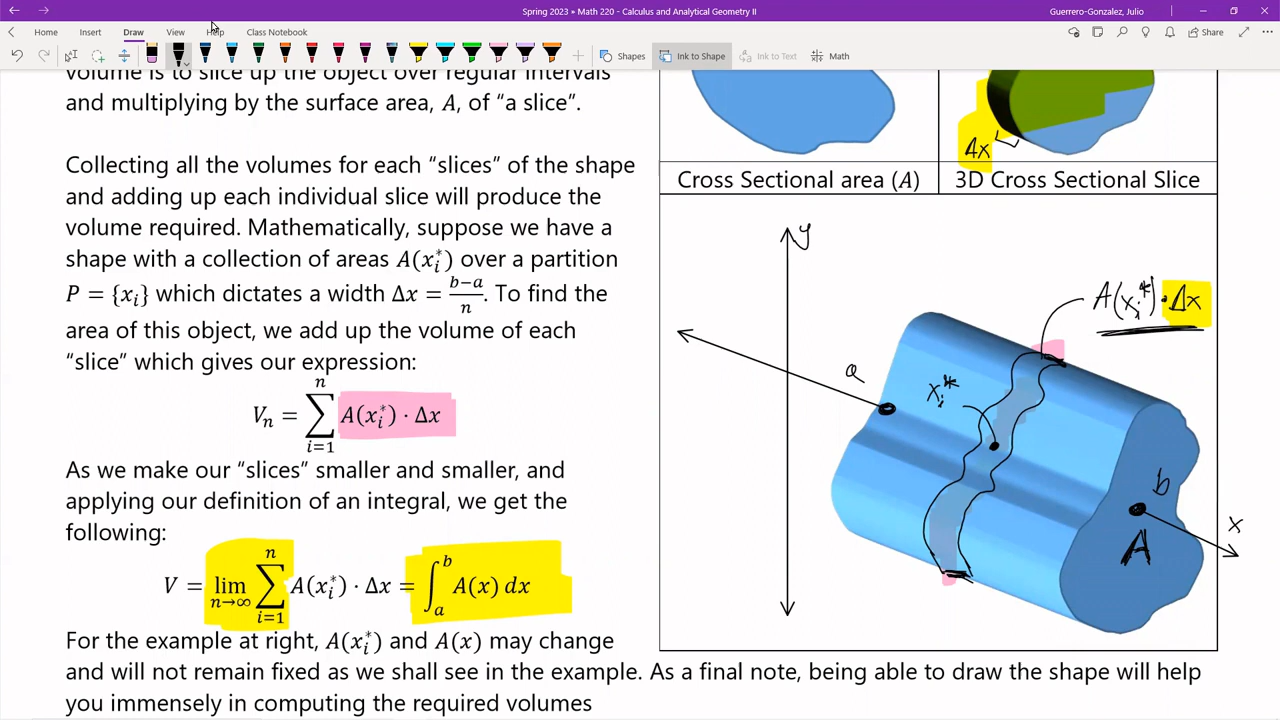 Spring 2023 » Math 220 - Calculus and Analytical Geometry II
Guerrero-Gonzalez, Julio
Home Insert Draw View Help Class Notebook
Share
Shapes Ink to Shape Ink to Text Math
volume is to slice up the object over regular intervals
and multiplying by the surface area, A, of “a slice”.
Collecting all the volumes for each “slices” of the shape
and adding up each individual slice will produce the
volume required. Mathematically, suppose we have a
shape with a collection of areas A(x_i^*) over a partition
P = {x_i} which dictates a width Δx = (b−a)/n. To find the
area of this object, we add up the volume of each
“slice” which gives our expression:
V_n = ∑_{i=1}^{n} A(x_i^*) · Δx
As we make our “slices” smaller and smaller, and
applying our definition of an integral, we get the
following:
V = lim_{n→∞} ∑_{i=1}^{n} A(x_i^*) · Δx = ∫_a^b A(x) dx
For the example at right, A(x_i^*) and A(x) may change
and will not remain fixed as we shall see in the example. As a final note, being able to draw the shape will help
you immensely in computing the required volumes
Δx
Cross Sectional area (A)
3D Cross Sectional Slice
y
A(x_i^*) · Δx
a
x_i^*
b
x
A